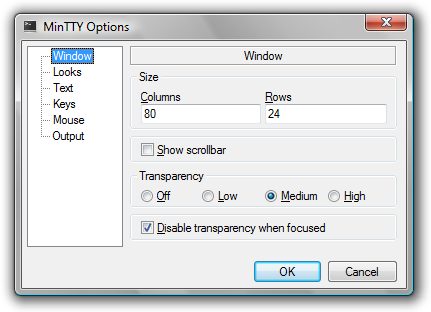 MinTTY Options
Window
Looks
Text
Keys
Mouse
Output
Window
Size
Columns Rows
80 24
Show scrollbar
Transparency
Off Low Medium High
Disable transparency when focused
OK Cancel